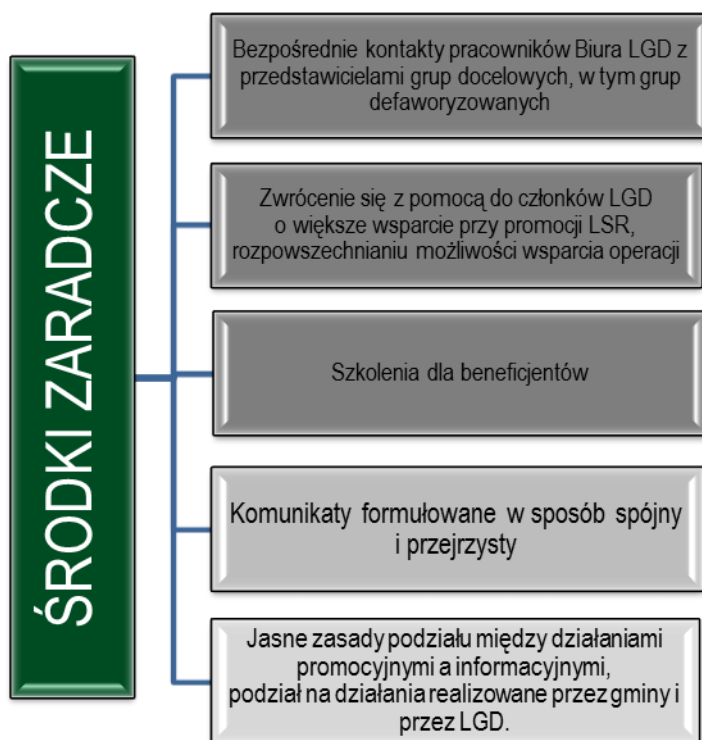 ŚRODKI ZARADCZE
Bezpośrednie kontakty pracowników Biura LGD z
przedstawicielami grup docelowych, w tym grup
defaworyzowanych
Zwrócenie się z pomocą do członków LGD
o większe wsparcie przy promocji LSR,
rozpowszechnianiu możliwości wsparcia operacji
Szkolenia dla beneficjentów
Komunikaty formułowane w sposób spójny
i przejrzysty
Jasne zasady podziału między działaniami
promocyjnymi a informacyjnymi,
podział na działania realizowane przez gminy i
przez LGD.